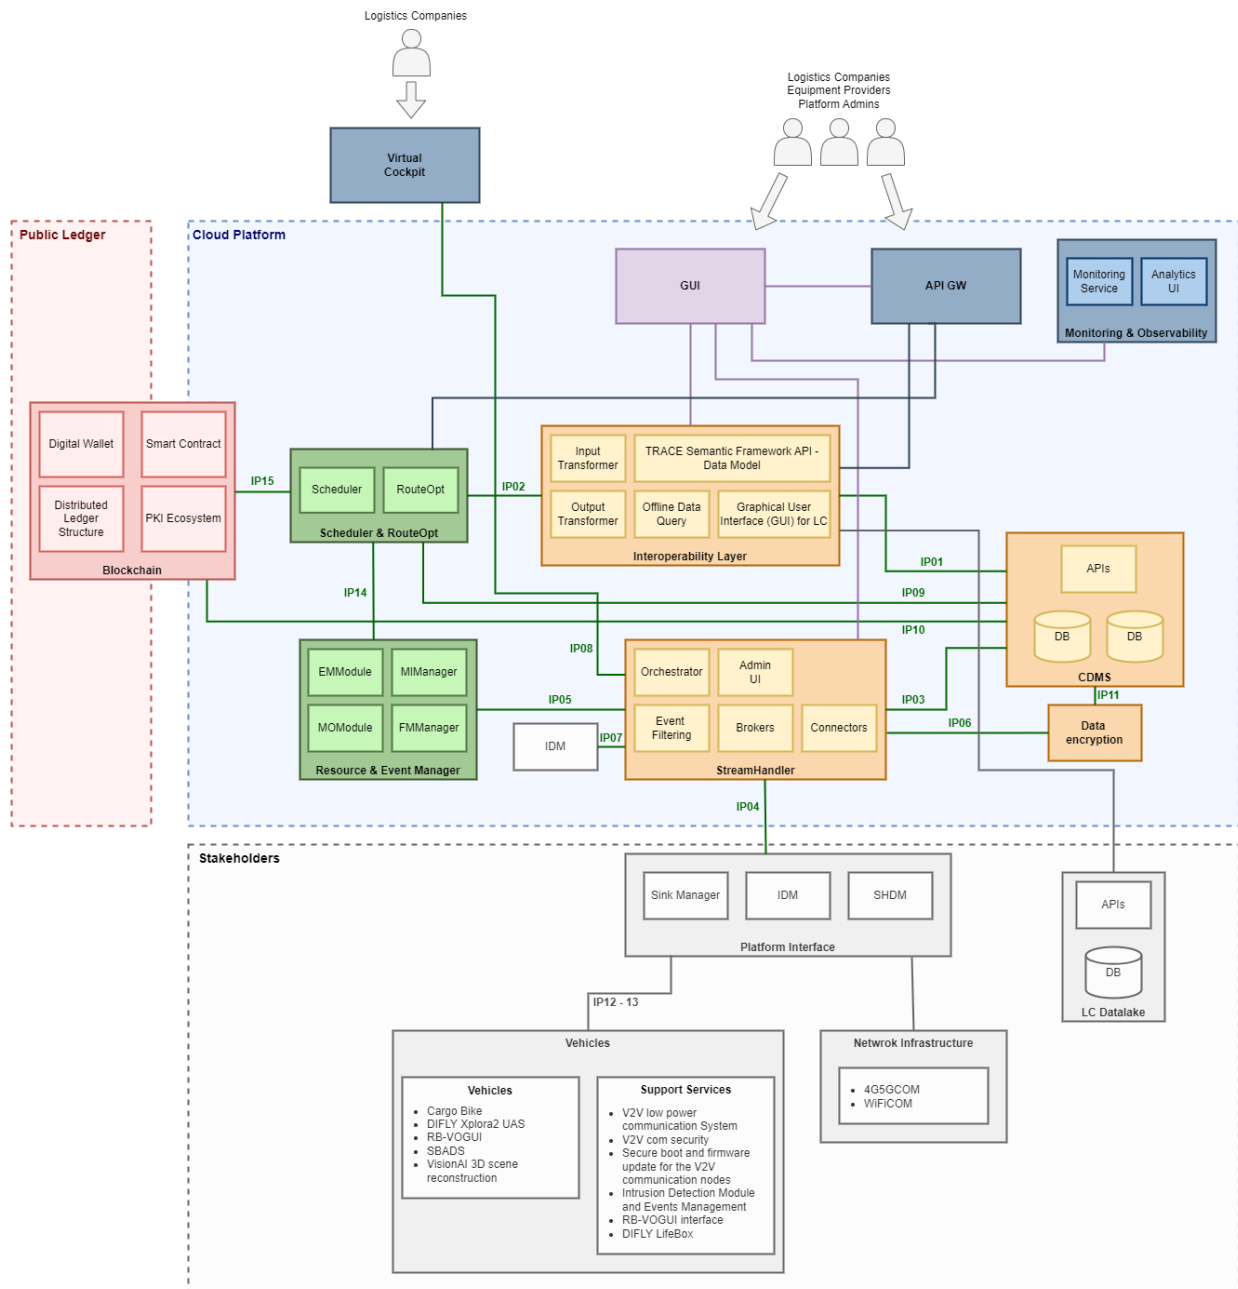 Logistics Companies
Logistics Companies
Equipment Providers
Platform Admins
Virtual
Cockpit
Public Ledger
Cloud Platform
GUI
API GW
Monitoring
Service
Analytics
UI
Monitoring & Observability
Digital Wallet
Smart Contract
Distributed
Ledger
Structure
PKI Ecosystem
Blockchain
IP15
Scheduler
RouteOpt
Scheduler & RouteOpt
IP02
Input
Transformer
TRACE Semantic Framework API -
Data Model
Output
Transformer
Offline Data
Query
Graphical User
Interface (GUI) for LC
Interoperability Layer
IP01
IP09
IP10
APIs
DB
DB
CDMS
IP14
IP08
EMModule
MIManager
MOModule
FMManager
Resource & Event Manager
IP05
IP07
IDM
Orchestrator
Admin
UI
Event
Filtering
Brokers
Connectors
StreamHandler
IP03
IP06
IP11
Data
encryption
IP04
Stakeholders
Sink Manager
IDM
SHDM
Platform Interface
APIs
DB
LC Datalake
IP12 - 13
Vehicles
Vehicles
• Cargo Bike
• DIFLY Xplora2 UAS
• RB-VOGUI
• SBADS
• VisionAI 3D scene
reconstruction
Support Services
• V2V low power
communication System
• V2V com security
• Secure boot and firmware
update for the V2V
communication nodes
• Intrusion Detection Module
and Events Management
• RB-VOGUI interface
• DIFLY LifeBox
Netwrok Infrastructure
• 4G5GCOM
• WiFiCOM